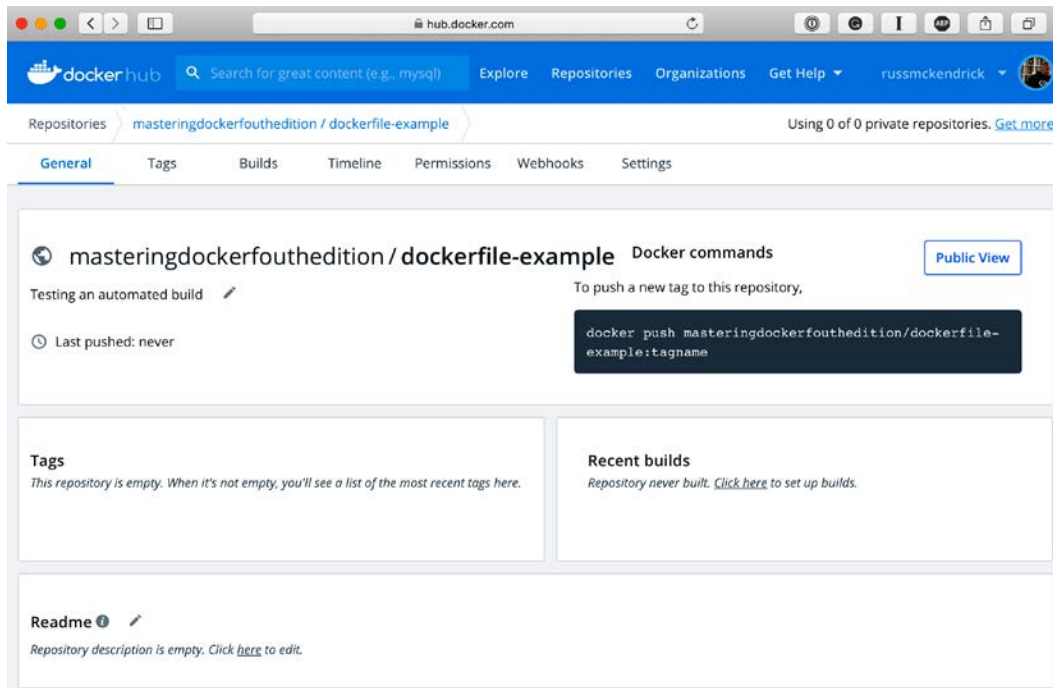 hub.docker.com
dockerhub Search for great content (e.g., mysql) Explore Repositories Organizations Get Help russmckendrick
Repositories masteringdockerfouthedition / dockerfile-example Using 0 of 0 private repositories. Get more
General Tags Builds Timeline Permissions Webhooks Settings
masteringdockerfouthedition / dockerfile-example
Testing an automated build
Last pushed: never
Docker commands
Public View
To push a new tag to this repository,
docker push masteringdockerfouthedition/dockerfile-
example:tagname
Tags
This repository is empty. When it's not empty, you'll see a list of the most recent tags here.
Recent builds
Repository never built. Click here to set up builds.
Readme
Repository description is empty. Click here to edit.